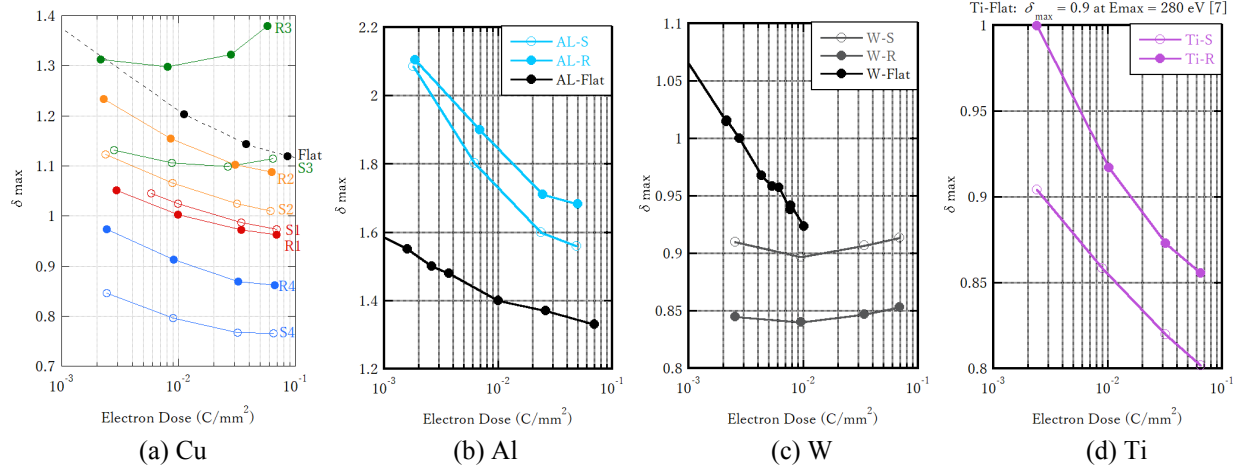 Ti-Flat: δmax = 0.9 at Emax = 280 eV [7]
1.4
1.3
1.2
1.1
1
0.9
0.8
0.7
δ max
R3
Flat
S3
R2
S2
S1
R1
R4
S4
10-3
10-2
10-1
Electron Dose (C/mm2)
(a) Cu
2.2
2
1.8
1.6
1.4
1.2
δ max
AL-S
AL-R
AL-Flat
10-3
10-2
10-1
Electron Dose (C/mm2)
(b) Al
1.1
1.05
1
0.95
0.9
0.85
0.8
δ max
W-S
W-R
W-Flat
10-3
10-2
10-1
Electron Dose (C/mm2)
(c) W
1
0.95
0.9
0.85
0.8
δ max
Ti-S
Ti-R
10-3
10-2
10-1
Electron Dose (C/mm2)
(d) Ti